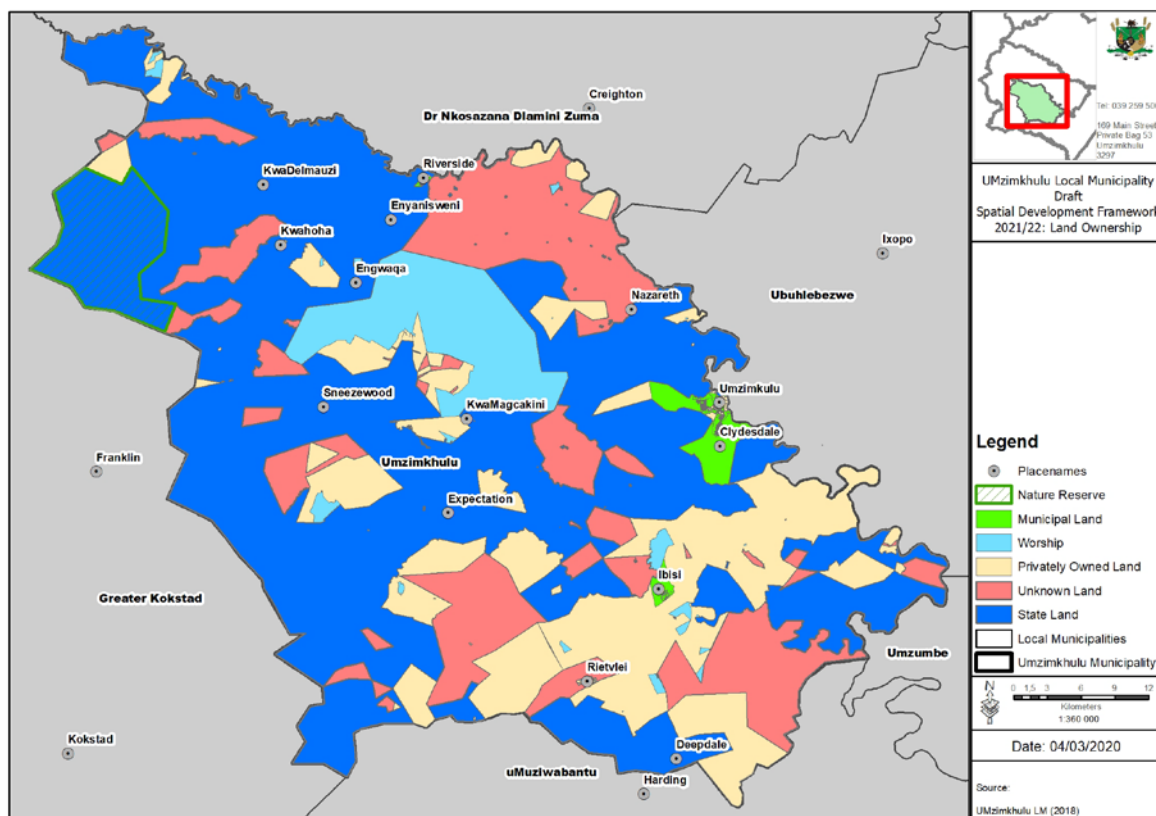 Creighton
Dr Nkosazana Dlamini Zuma
Riverside
KwaDelmauzi
Enyanisweni
Kwahoha
Ixopo
Engwaqa
Ubuhlebezwe
Nazareth
Sneezewood
Umzimkulu
KwaMagcakini
Clydesdale
Franklin
Umzimkhulu
Expectation
Ibisi
Greater Kokstad
Umzumbe
Rietvlei
Kokstad
Deepdale
uMuziwabantu
Harding
Tel: 039 259 500
169 Main Street
Private Bag 53
Umzimkhulu
3297
UMzimkhulu Local Municipality
Draft
Spatial Development Framework
2021/22: Land Ownership
Legend
Placenames
Nature Reserve
Municipal Land
Worship
Privately Owned Land
Unknown Land
State Land
Local Municipalities
Umzimkhulu Municipality
N
0 1,5 3 6 9 12
Kilometers
1:360 000
Date: 04/03/2020
Source:
UMzimkhulu LM (2018)